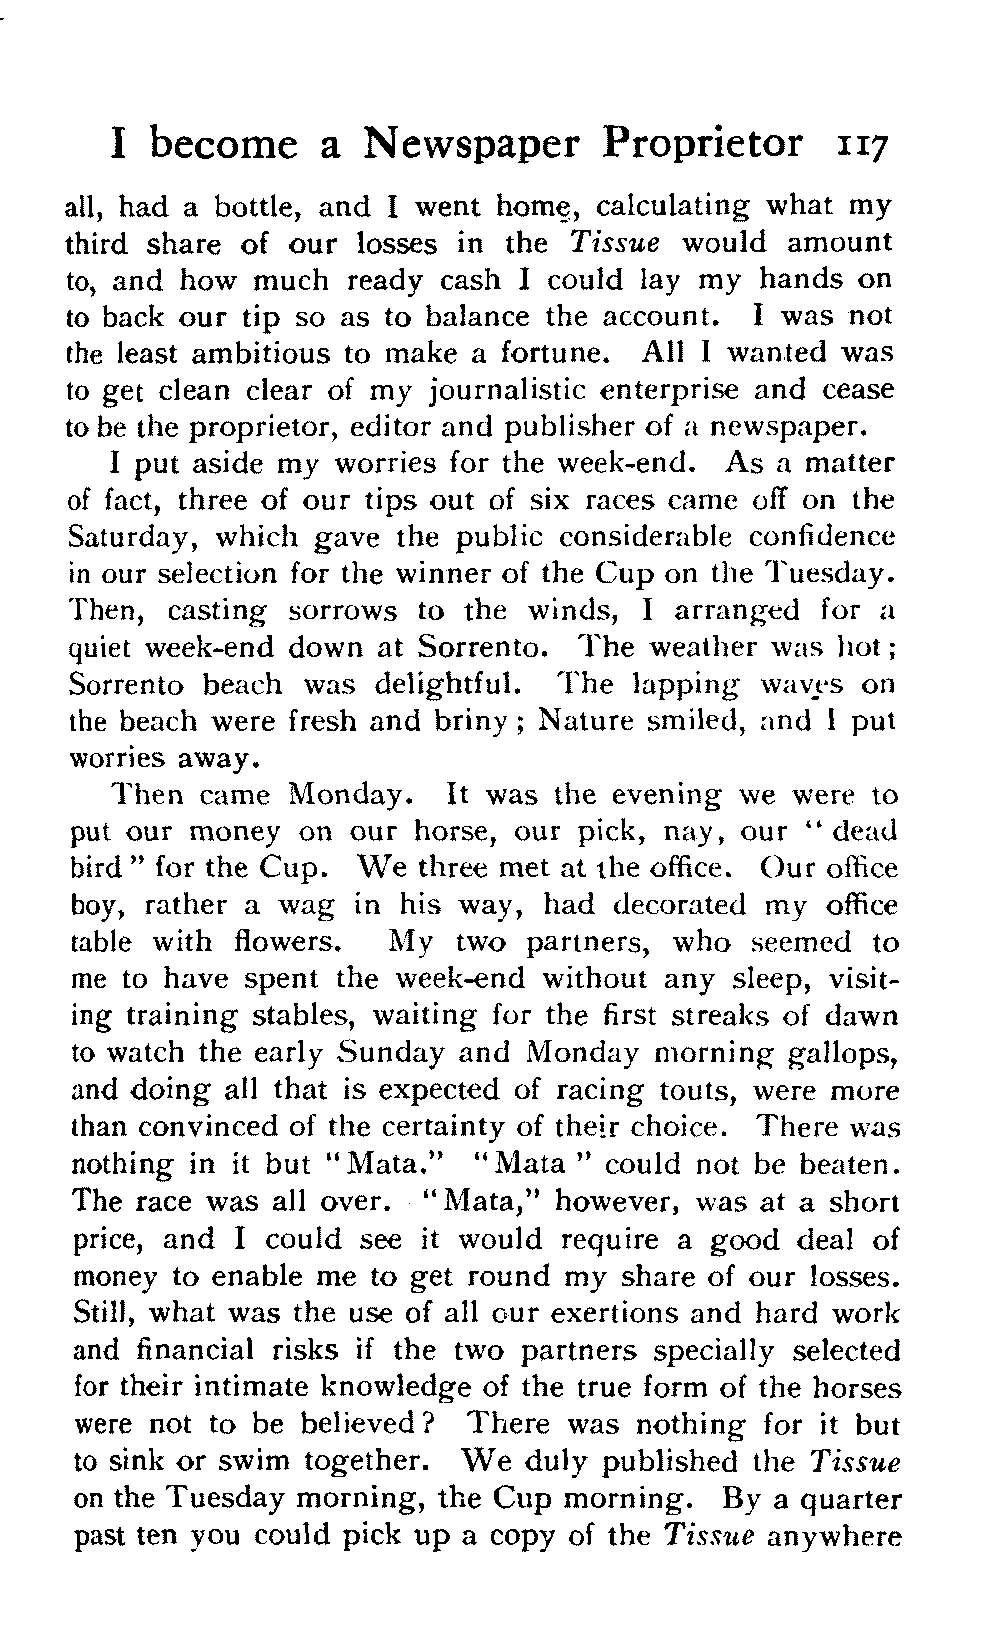 I become a Newspaper Proprietor 117
all, had a bottle, and I went home, calculating what my
third share of our losses in the Tissue would amount
to, and how much ready cash I could lay my hands on
to back our tip so as to balance the account. I was not
the least ambitious to make a fortune. All I wanted was
to get clean clear of my journalistic enterprise and cease
to be the proprietor, editor and publisher of a newspaper.
I put aside my worries for the week-end. As a matter
of fact, three of our tips out of six races came off on the
Saturday, which gave the public considerable confidence
in our selection for the winner of the Cup on the Tuesday.
Then, casting sorrows to the winds, I arranged for a
quiet week-end down at Sorrento. The weather was hot;
Sorrento beach was delightful. The lapping waves on
the beach were fresh and briny; Nature smiled, and I put
worries away.
Then came Monday. It was the evening we were to
put our money on our horse, our pick, nay, our "dead
bird" for the Cup. We three met at the office. Our office
boy, rather a wag in his way, had decorated my office
table with flowers. My two partners, who seemed to
me to have spent the week-end without any sleep, visit-
ing training stables, waiting for the first streaks of dawn
to watch the early Sunday and Monday morning gallops,
and doing all that is expected of racing touts, were more
than convinced of the certainty of their choice. There was
nothing in it but "Mata." "Mata" could not be beaten.
The race was all over. "Mata," however, was at a short
price, and I could see it would require a good deal of
money to enable me to get round my share of our losses.
Still, what was the use of all our exertions and hard work
and financial risks if the two partners specially selected
for their intimate knowledge of the true form of the horses
were not to be believed? There was nothing for it but
to sink or swim together. We duly published the Tissue
on the Tuesday morning, the Cup morning. By a quarter
past ten you could pick up a copy of the Tissue anywhere